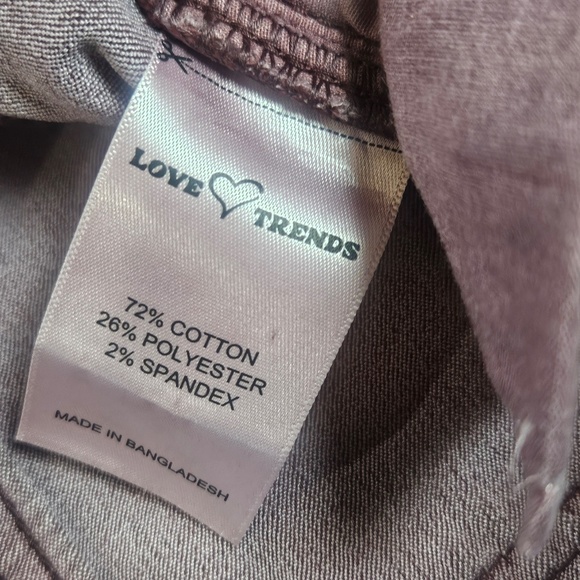 LOVE TRENDS
72% COTTON
26% POLYESTER
2% SPANDEX
MADE IN BANGLADESH